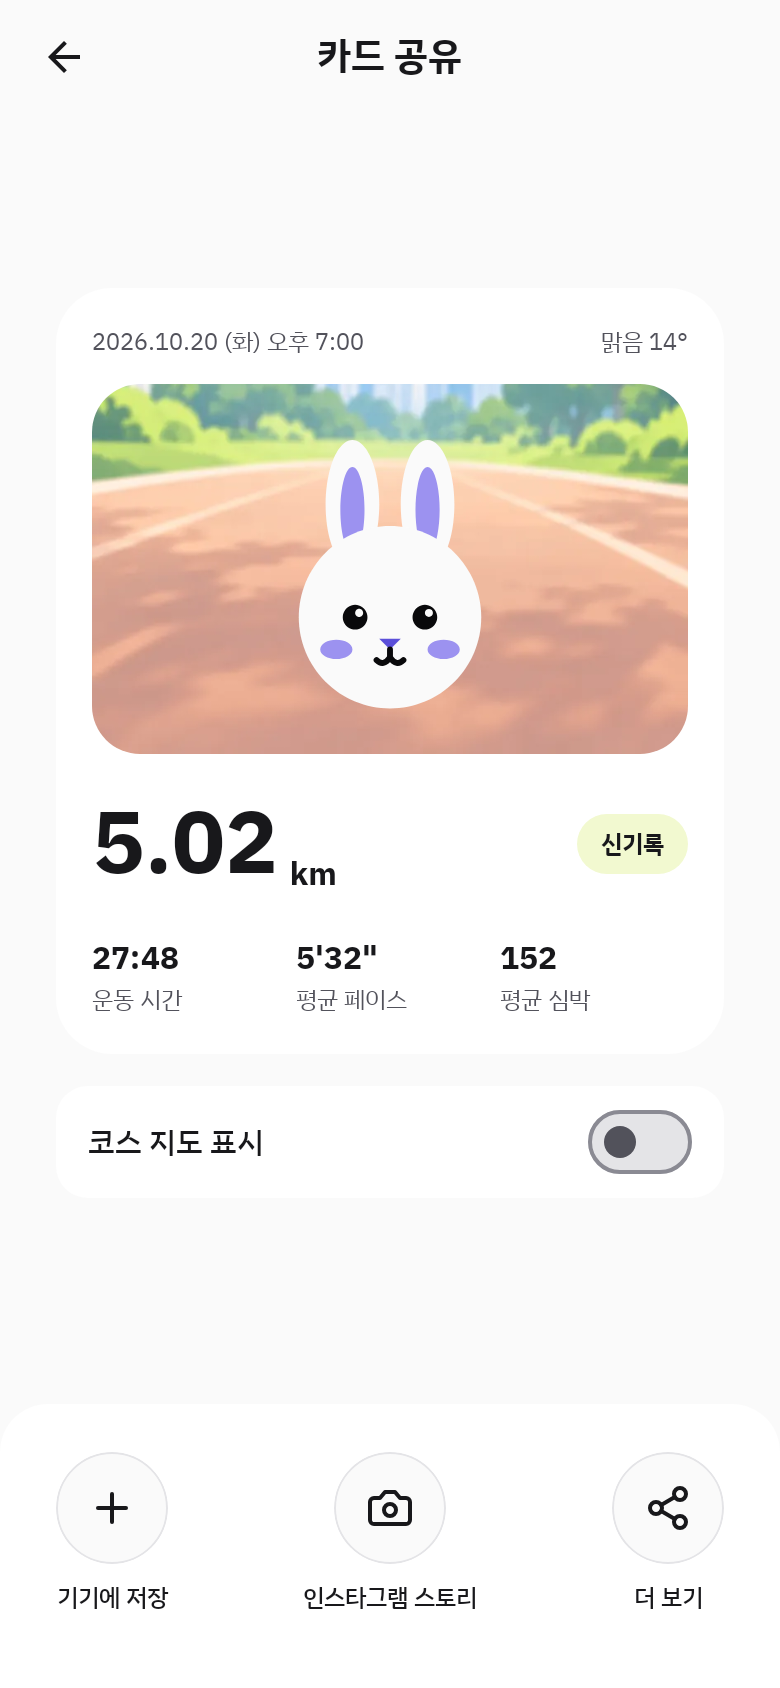 카드 공유
2026.10.20 (화) 오후 7:00 맑음 14°
5.02 km 신기록
27:48 5'32" 152
운동 시간 평균 페이스 평균 심박
코스 지도 표시
기기에 저장 인스타그램 스토리 더 보기